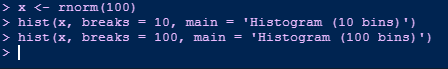 > x <- rnorm(100)
> hist(x, breaks = 10, main = 'Histogram (10 bins)')
> hist(x, breaks = 100, main = 'Histogram (100 bins)')
>